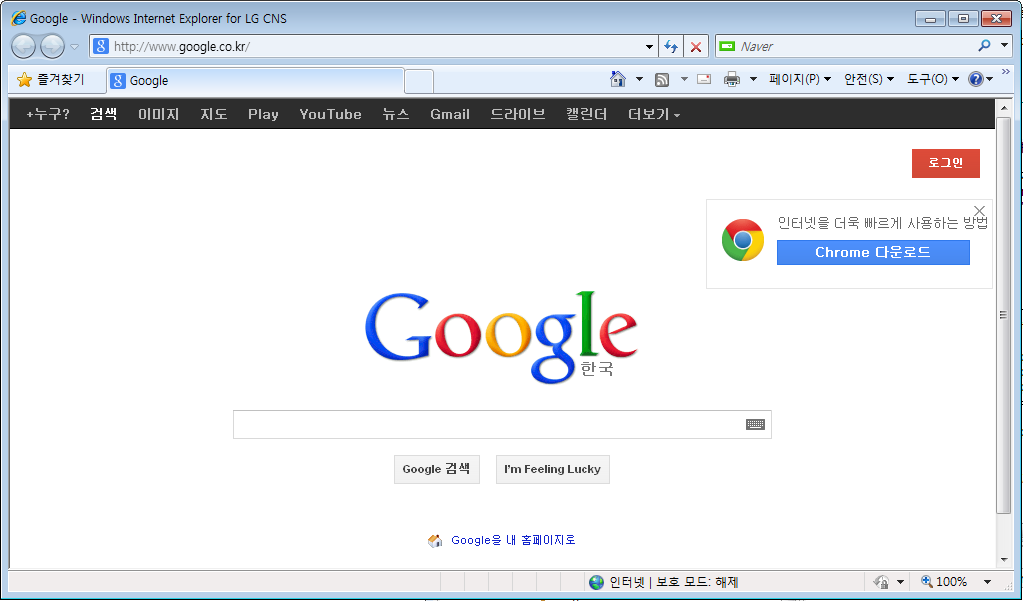 Google - Windows Internet Explorer for LG CNS
http://www.google.co.kr/
Naver
즐겨찾기
Google
페이지(P)
안전(S)
도구(O)
+누구? 검색 이미지 지도 Play YouTube 뉴스 Gmail 드라이브 캘린더 더보기
로그인
인터넷을 더욱 빠르게 사용하는 방법
Chrome 다운로드
Google
한국
Google 검색
I'm Feeling Lucky
Google을 내 홈페이지로
인터넷 | 보호 모드: 해제
100%